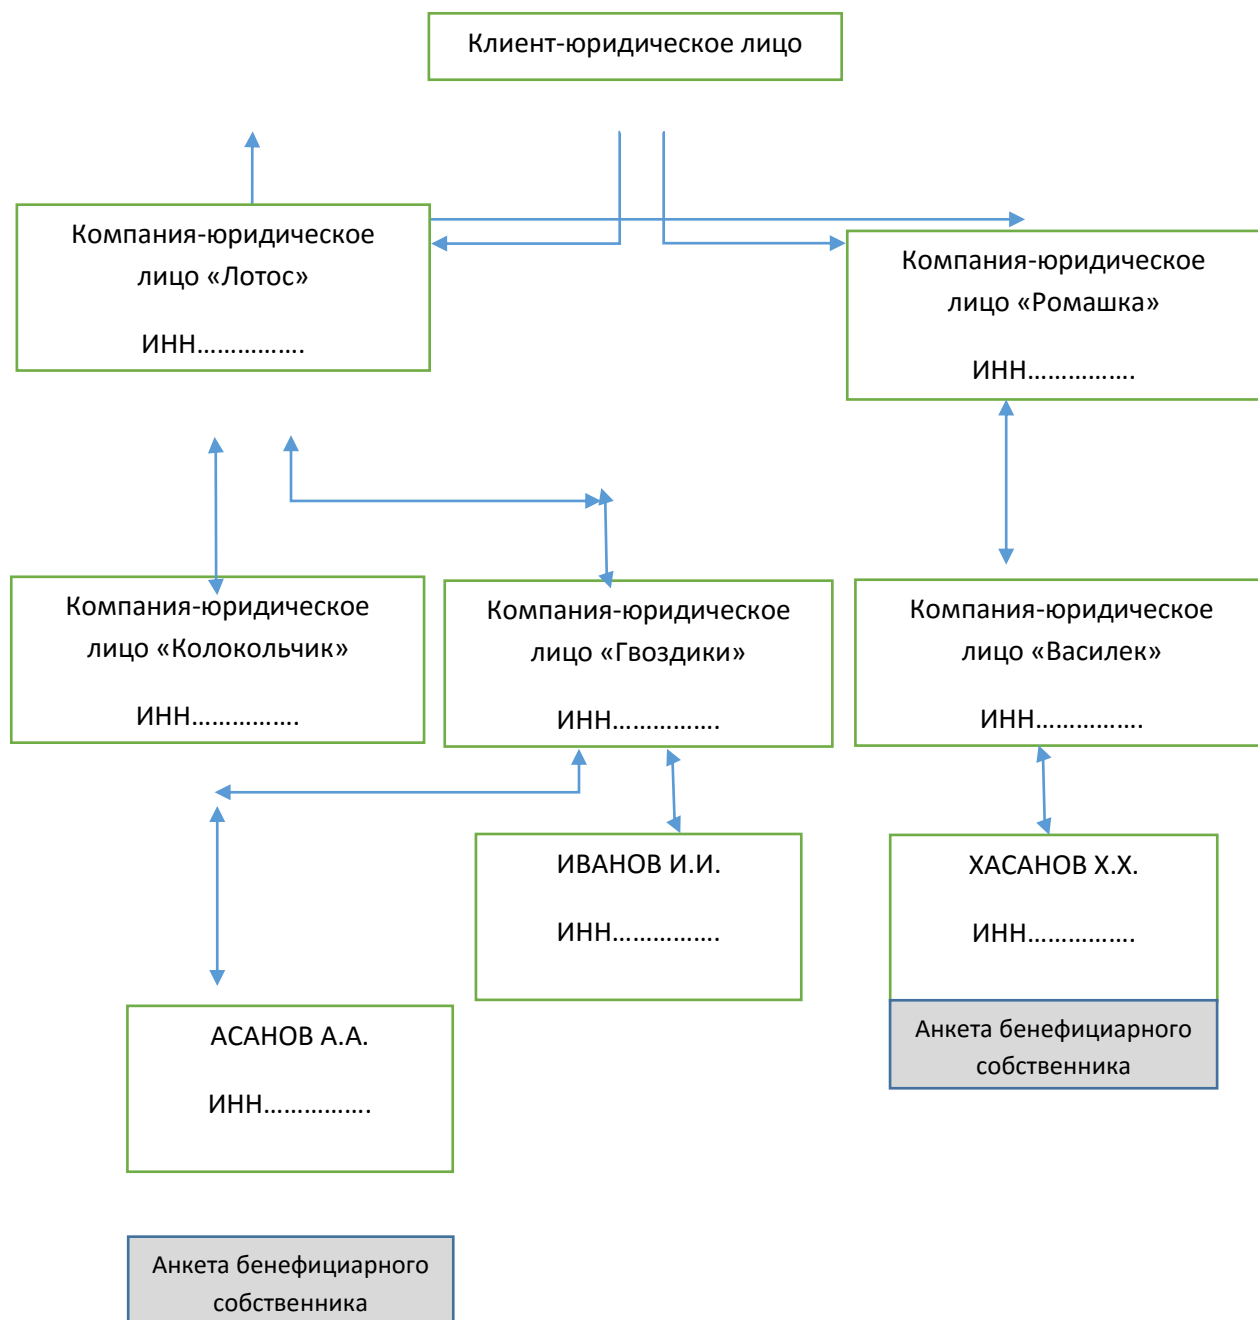 Клиент-юридическое лицо
Компания-юридическое
лицо «Лотос»
ИНН…………….
Компания-юридическое
лицо «Ромашка»
ИНН…………….
Компания-юридическое
лицо «Колокольчик»
ИНН…………….
Компания-юридическое
лицо «Гвоздики»
ИНН…………….
Компания-юридическое
лицо «Василек»
ИНН…………….
ИВАНОВ И.И.
ИНН…………….
ХАСАНОВ Х.Х.
ИНН…………….
Анкета бенефициарного
собственника
АСАНОВ А.А.
ИНН…………….
Анкета бенефициарного
собственника